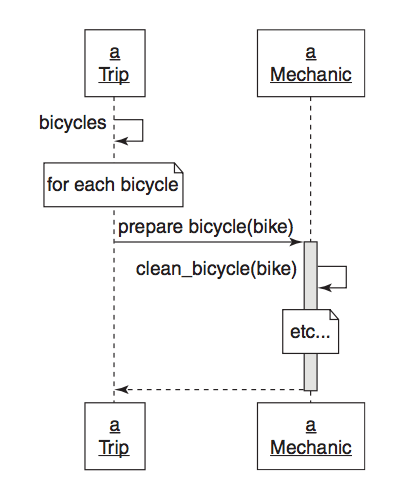 a
Trip
a
Mechanic
bicycles
for each bicycle
prepare bicycle(bike)
clean_bicycle(bike)
etc...
a
Trip
a
Mechanic